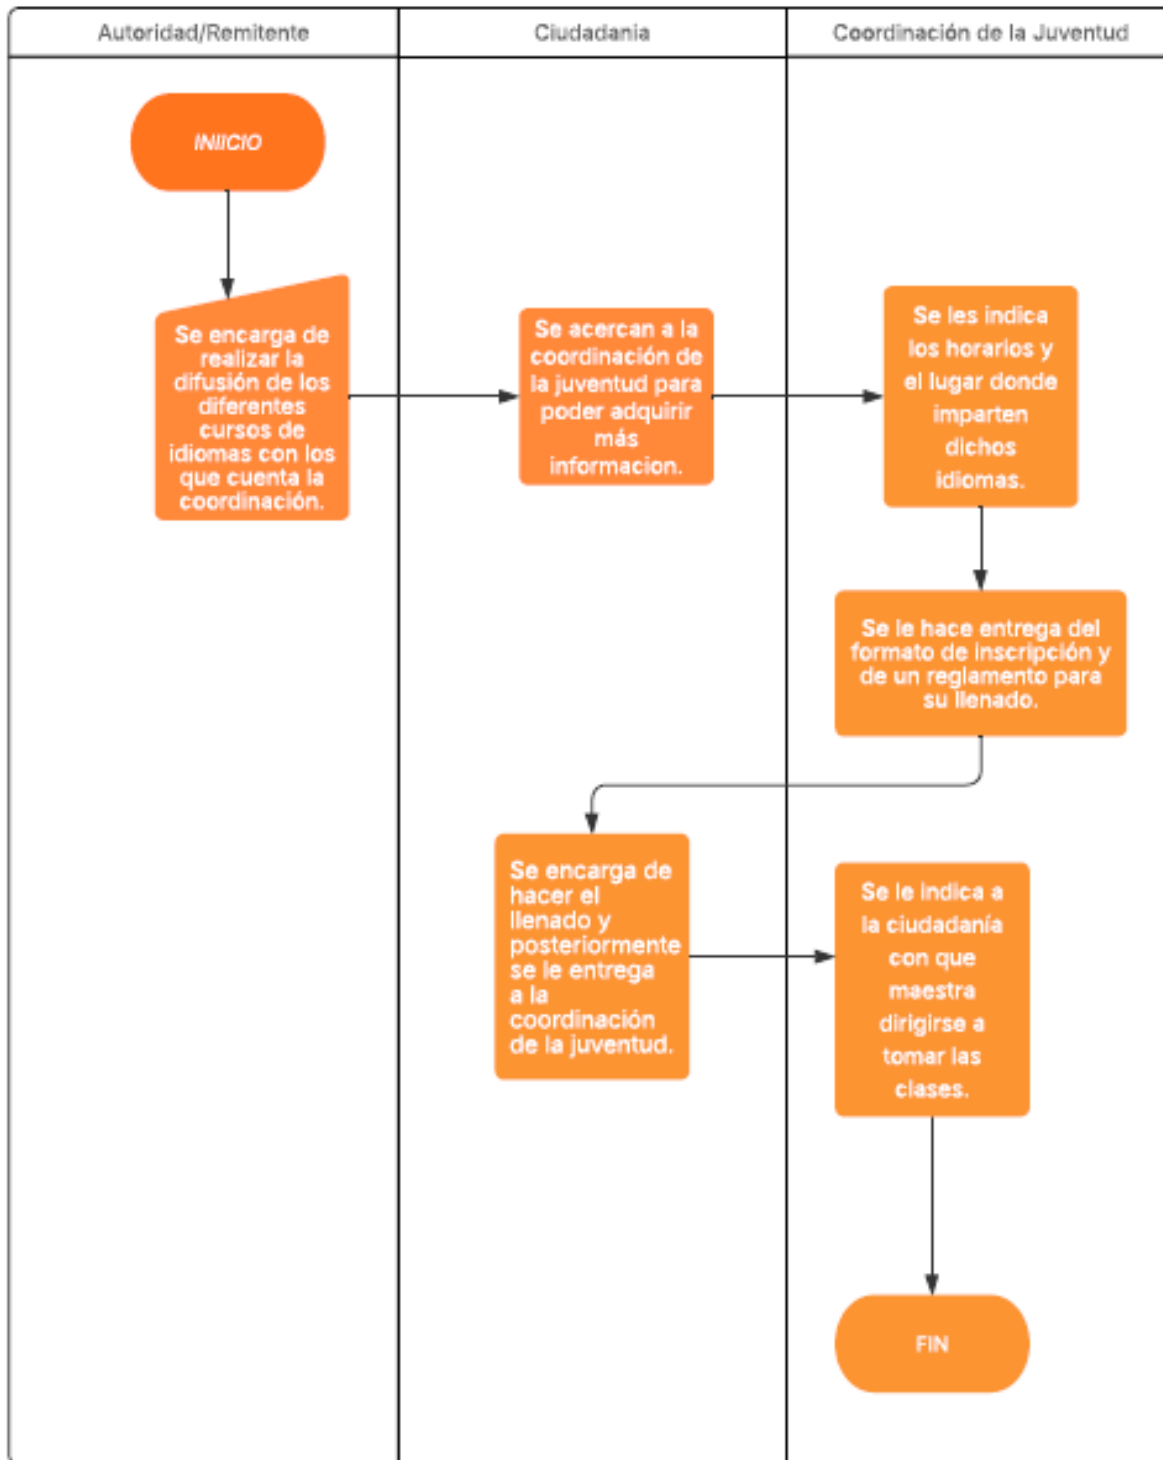 Autoridad/Remitente
Ciudadania
Coordinación de la Juventud
INIICIO
Se encarga de
realizar la
difusión de los
diferentes
cursos de
idiomas con los
que cuenta la
coordinación.
Se acercan a la
coordinación de
la juventud para
poder adquirir
más
informacion.
Se les indica
los horarios y
el lugar donde
imparten
dichos
idiomas.
Se le hace entrega del
formato de inscripción y
de un reglamento para
su llenado.
Se encarga de
hacer el
llenado y
posteriormente
se le entrega
a la
coordinación
de la juventud.
Se le indica a
la ciudadanía
con que
maestra
dirigirse a
tomar las
clases.
FIN